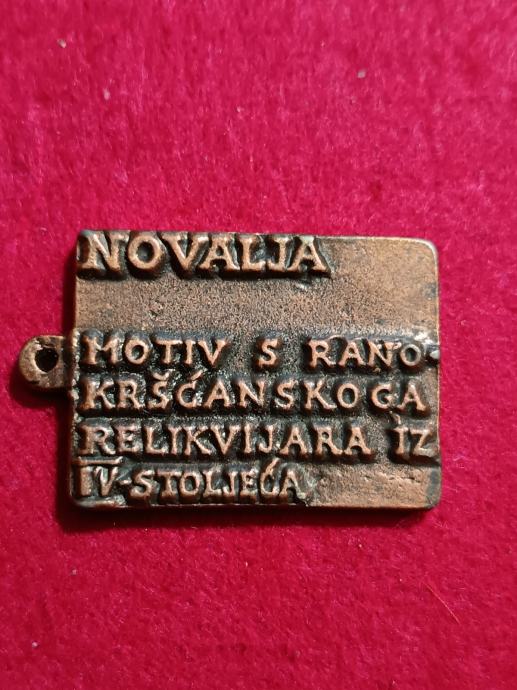 NOVALJA
MOTIV S RANO-
KRŠĆANSKOGA
RELIKVIJARA IZ
IV-STOLJEĆA